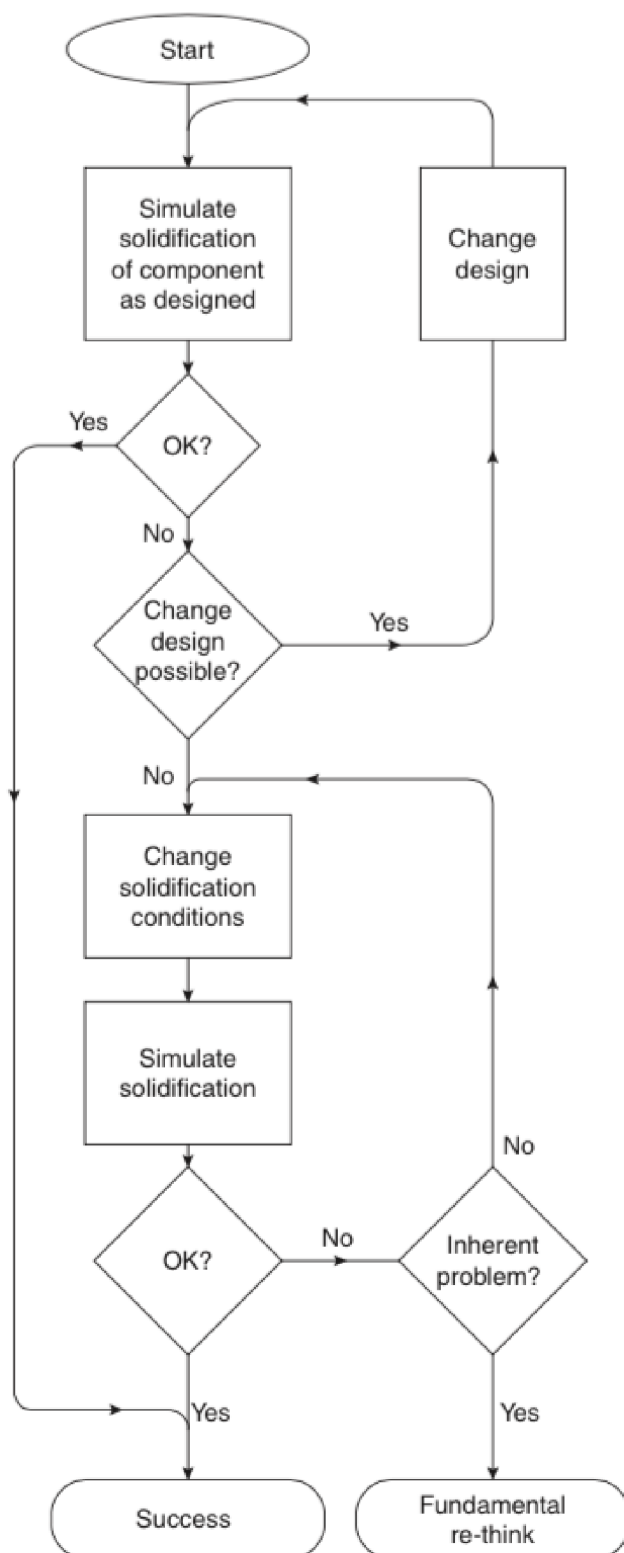 Start
Simulate
solidification
of component
as designed
Change
design
Yes
OK?
No
Change
design
possible?
Yes
No
Change
solidification
conditions
Simulate
solidification
No
OK?
No
Inherent
problem?
Yes
Yes
Success
Fundamental
re-think